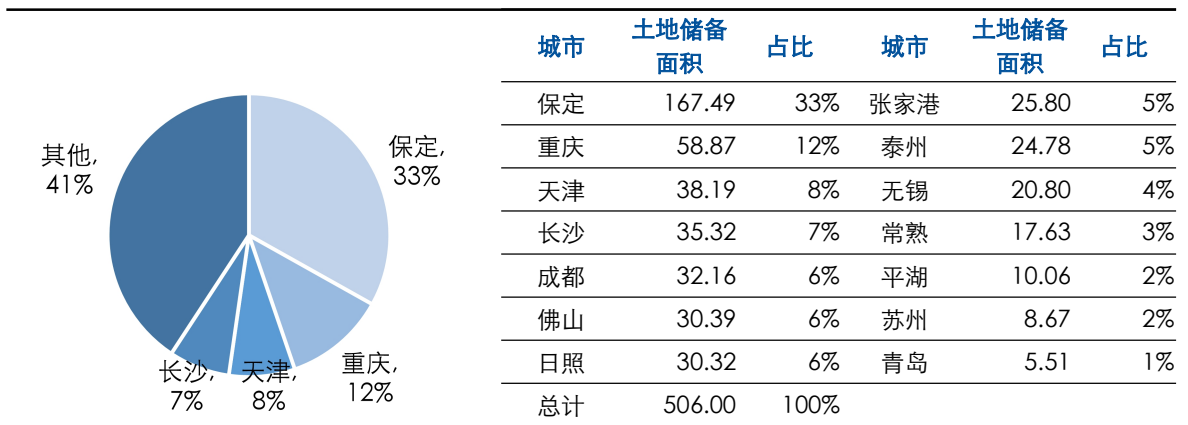 其他,
41%
保定,
33%
重庆,
12%
天津,
8%
长沙,
7%
城市 土地储备面积 占比 城市 土地储备面积 占比
保定 167.49 33% 张家港 25.80 5%
重庆 58.87 12% 泰州 24.78 5%
天津 38.19 8% 无锡 20.80 4%
长沙 35.32 7% 常熟 17.63 3%
成都 32.16 6% 平湖 10.06 2%
佛山 30.39 6% 苏州 8.67 2%
日照 30.32 6% 青岛 5.51 1%
总计 506.00 100%